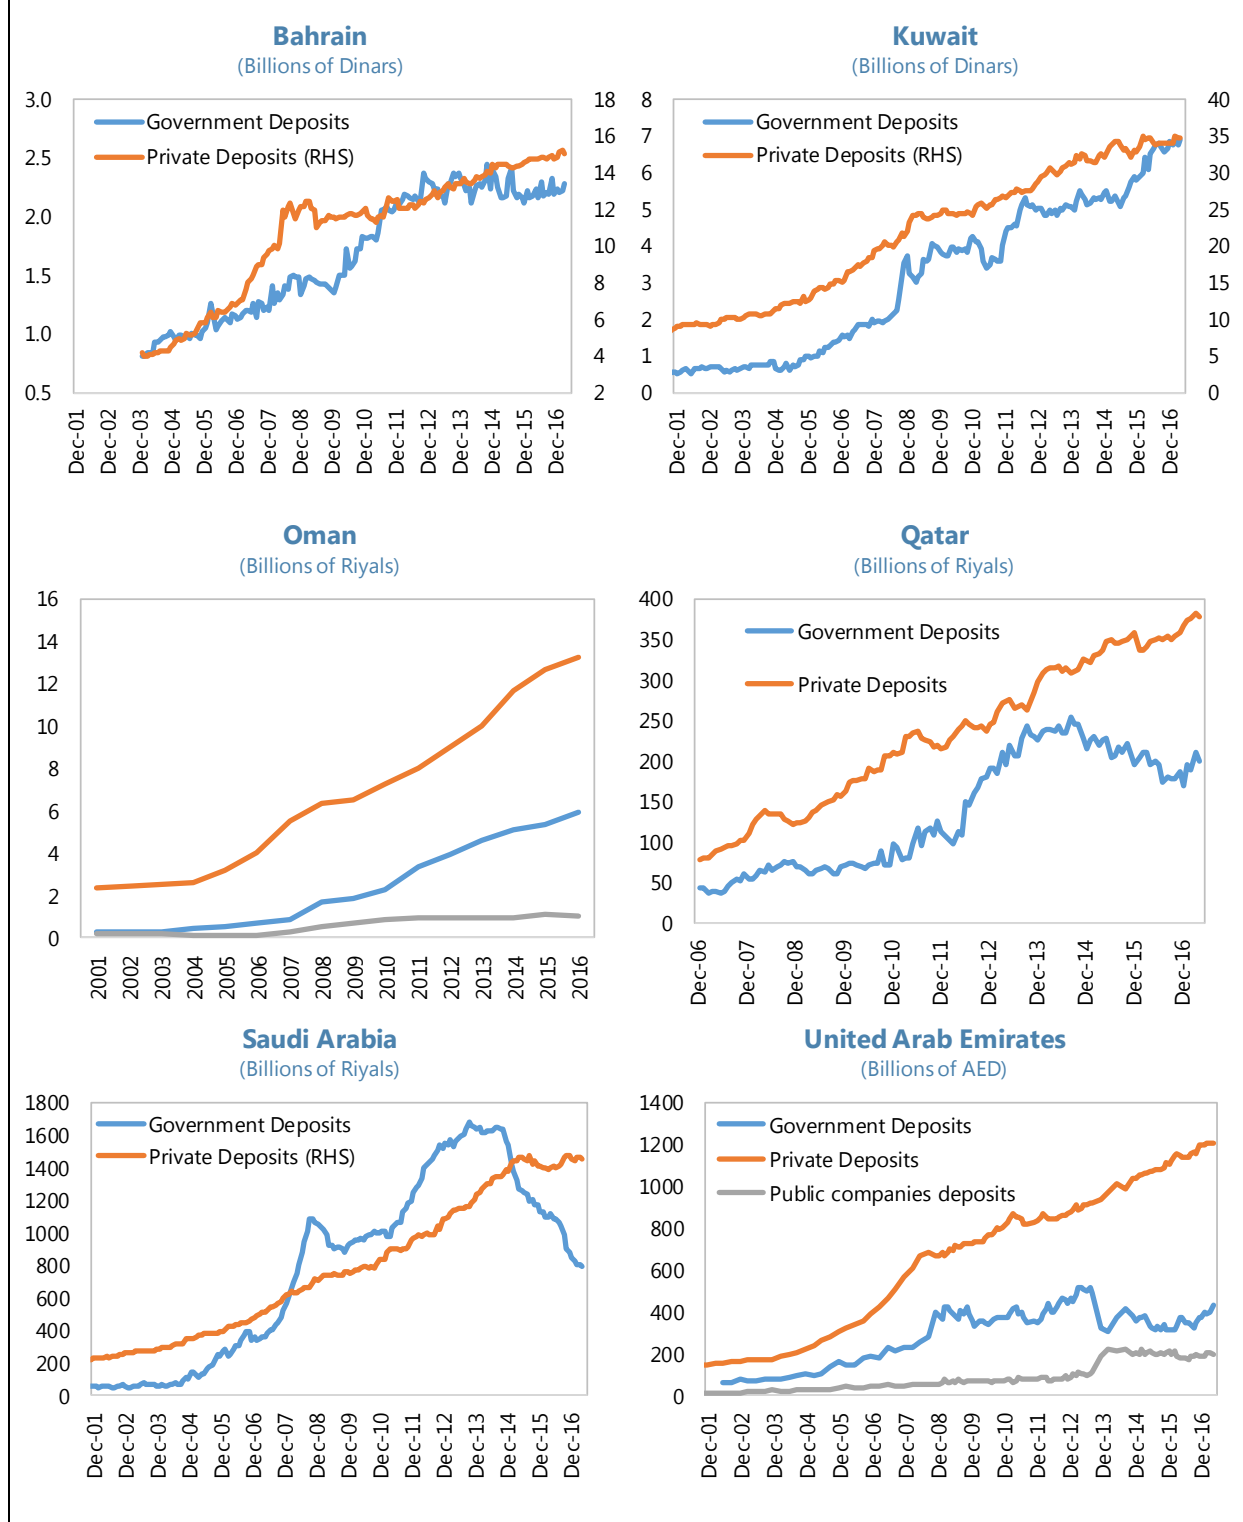 Bahrain
(Billions of Dinars)
3.0
2.5
2.0
1.5
1.0
0.5
18
16
14
12
10
8
6
4
2
Government Deposits
Private Deposits (RHS)
Dec-01
Dec-02
Dec-03
Dec-04
Dec-05
Dec-06
Dec-07
Dec-08
Dec-09
Dec-10
Dec-11
Dec-12
Dec-13
Dec-14
Dec-15
Dec-16
Kuwait
(Billions of Dinars)
8
7
6
5
4
3
2
1
0
40
35
30
25
20
15
10
5
0
Government Deposits
Private Deposits (RHS)
Dec-01
Dec-02
Dec-03
Dec-04
Dec-05
Dec-06
Dec-07
Dec-08
Dec-09
Dec-10
Dec-11
Dec-12
Dec-13
Dec-14
Dec-15
Dec-16
Oman
(Billions of Riyals)
16
14
12
10
8
6
4
2
0
2001
2002
2003
2004
2005
2006
2007
2008
2009
2010
2011
2012
2013
2014
2015
2016
Qatar
(Billions of Riyals)
400
350
300
250
200
150
100
50
0
Government Deposits
Private Deposits
Dec-06
Dec-07
Dec-08
Dec-09
Dec-10
Dec-11
Dec-12
Dec-13
Dec-14
Dec-15
Dec-16
Saudi Arabia
(Billions of Riyals)
1800
1600
1400
1200
1000
800
600
400
200
0
Government Deposits
Private Deposits (RHS)
Dec-01
Dec-02
Dec-03
Dec-04
Dec-05
Dec-06
Dec-07
Dec-08
Dec-09
Dec-10
Dec-11
Dec-12
Dec-13
Dec-14
Dec-15
Dec-16
United Arab Emirates
(Billions of AED)
1400
1200
1000
800
600
400
200
0
Government Deposits
Private Deposits
Public companies deposits
Dec-01
Dec-02
Dec-03
Dec-04
Dec-05
Dec-06
Dec-07
Dec-08
Dec-09
Dec-10
Dec-11
Dec-12
Dec-13
Dec-14
Dec-15
Dec-16